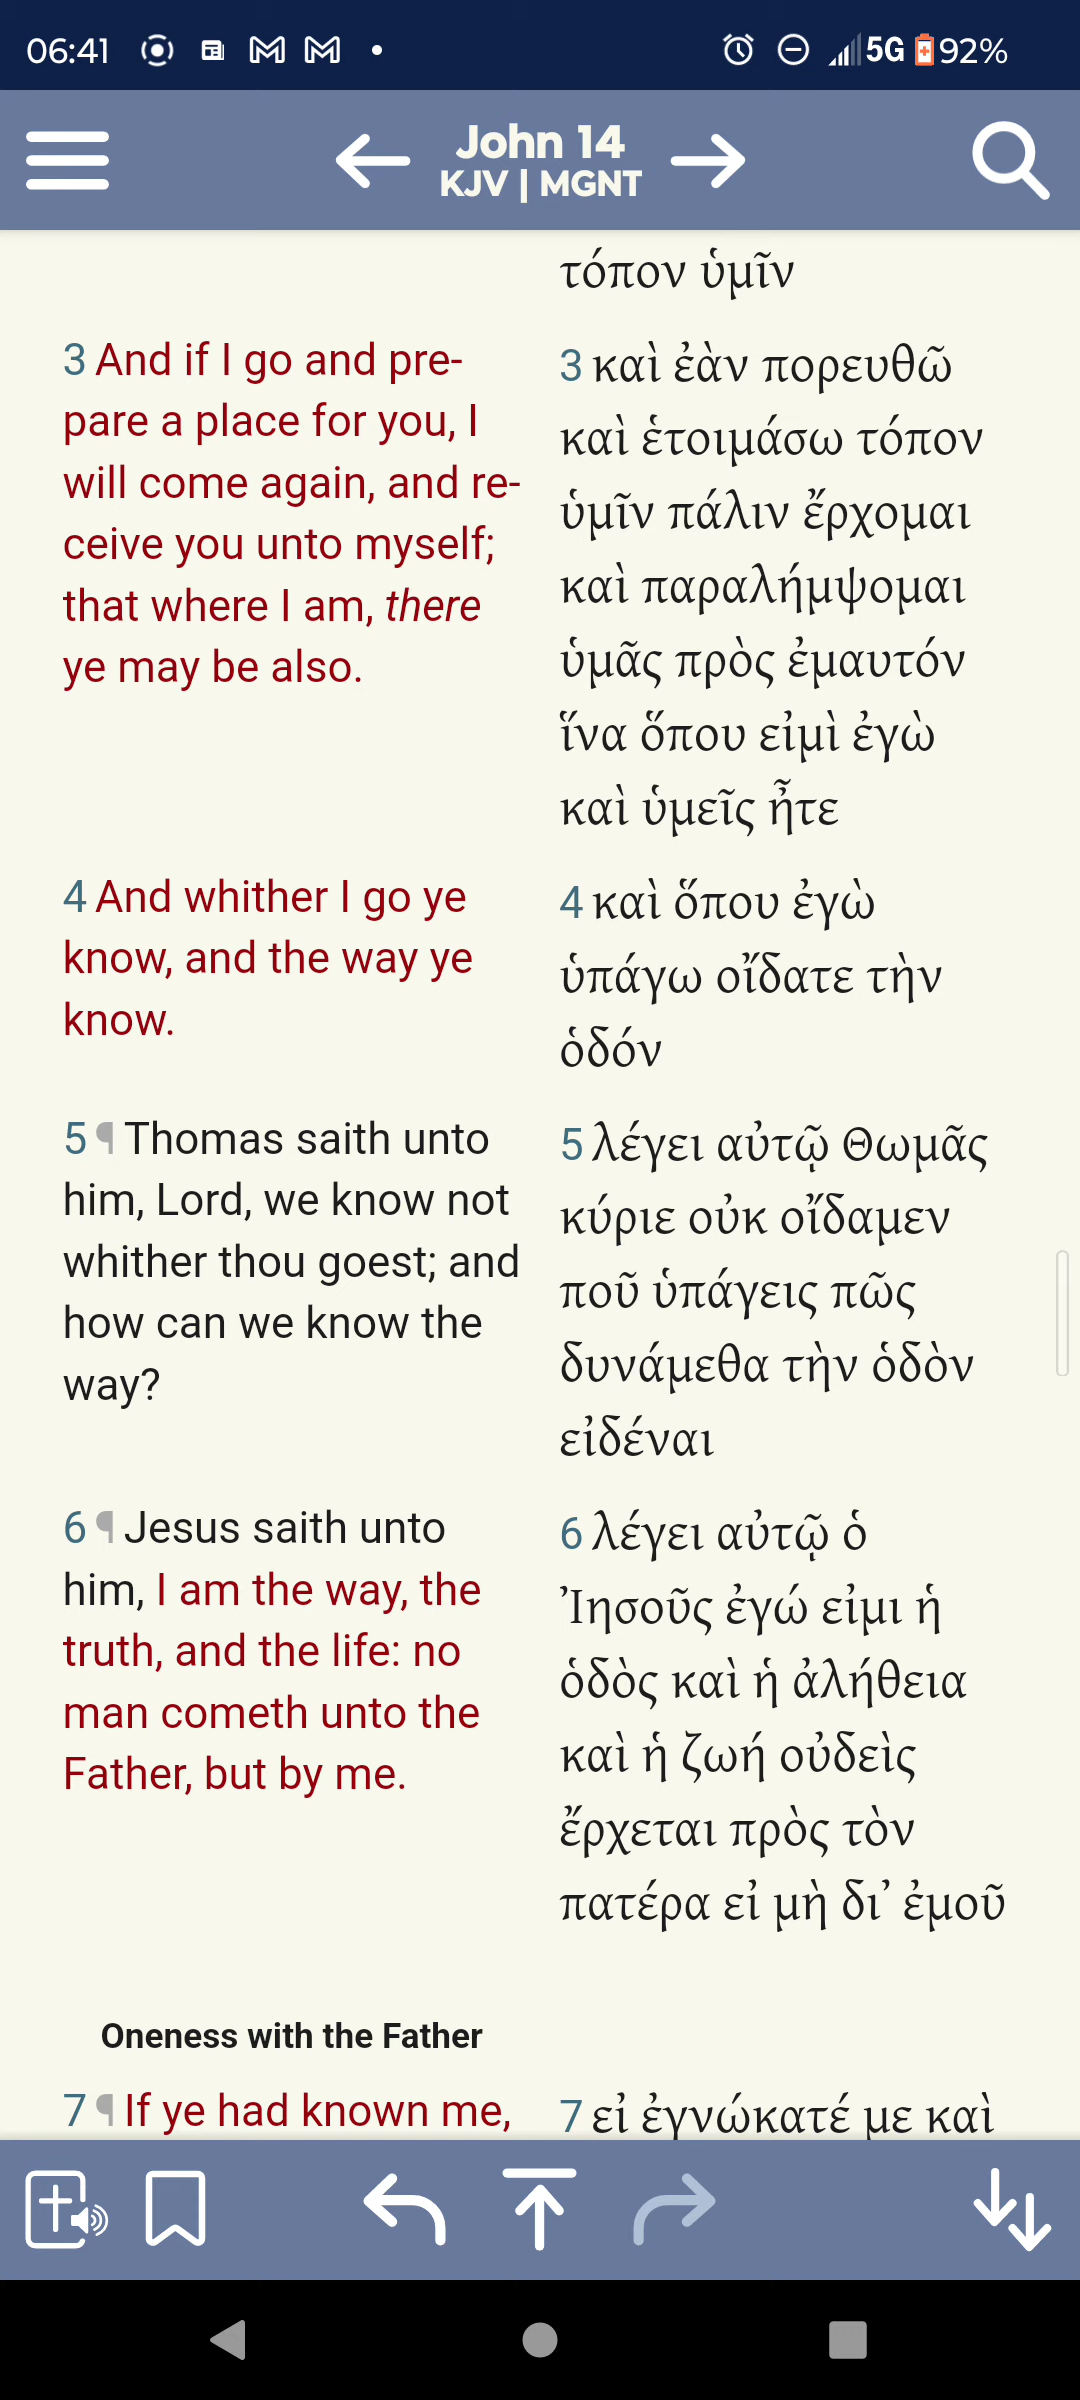 06:41
5G 92%
John 14
KJV | MGNT
τόπον ὑμῖν
3 And if I go and pre-
pare a place for you, I
will come again, and re-
ceive you unto myself;
that where I am, there
ye may be also.
3 καὶ ἐὰν πορευθῶ
καὶ ἑτοιμάσω τόπον
ὑμῖν πάλιν ἔρχομαι
καὶ παραλήμψομαι
ὑμᾶς πρὸς ἐμαυτόν
ἵνα ὅπου εἰμὶ ἐγὼ
καὶ ὑμεῖς ἦτε
4 And whither I go ye
know, and the way ye
know.
4 καὶ ὅπου ἐγὼ
ὑπάγω οἴδατε τὴν
ὁδόν
5 ¶ Thomas saith unto
him, Lord, we know not
whither thou goest; and
how can we know the
way?
5 λέγει αὐτῷ Θωμᾶς
κύριε οὐκ οἴδαμεν
ποῦ ὑπάγεις πῶς
δυνάμεθα τὴν ὁδὸν
εἰδέναι
6 ¶ Jesus saith unto
him, I am the way, the
truth, and the life: no
man cometh unto the
Father, but by me.
6 λέγει αὐτῷ ὁ
Ἰησοῦς ἐγώ εἰμι ἡ
ὁδὸς καὶ ἡ ἀλήθεια
καὶ ἡ ζωή οὐδεὶς
ἔρχεται πρὸς τὸν
πατέρα εἰ μὴ δι’ ἐμοῦ
Oneness with the Father
7 ¶ If ye had known me,
7 εἰ ἐγνώκατέ με καὶ